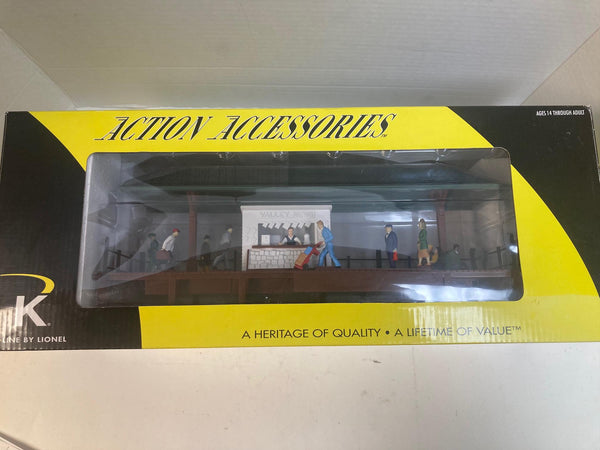 ACTION ACCESSORIES
AGES 14 THROUGH ADULT
K
LINE BY LIONEL
A HERITAGE OF QUALITY • A LIFETIME OF VALUE™